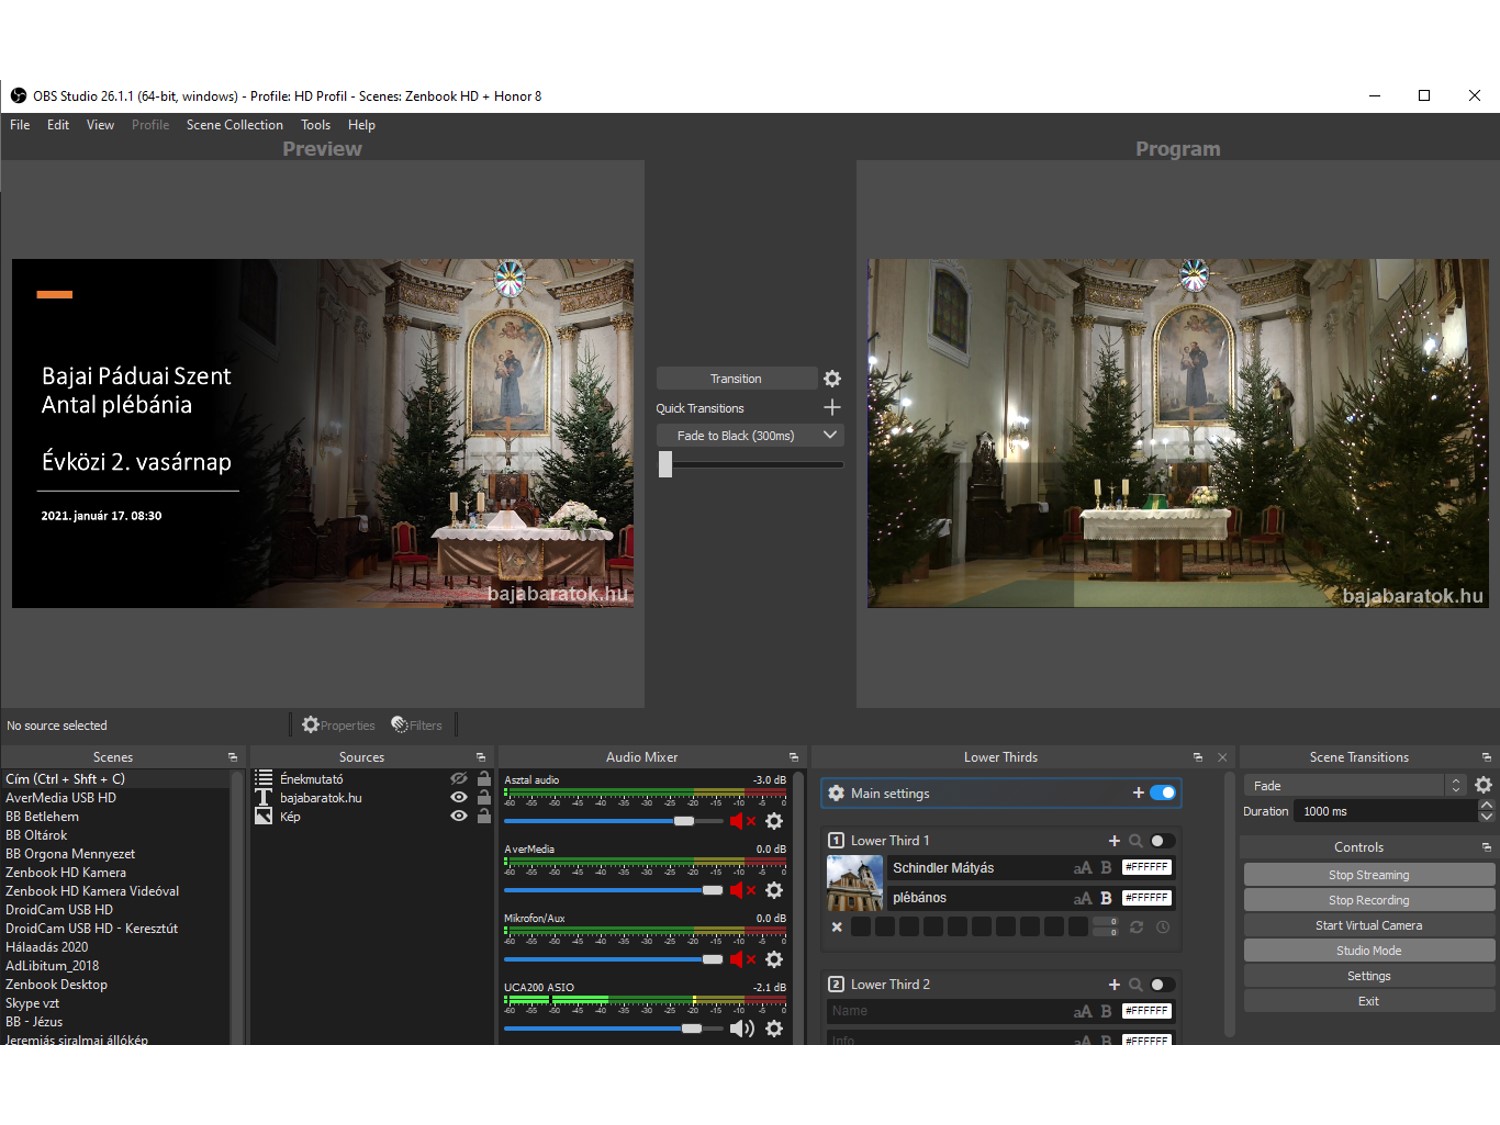 OBS Studio 26.1.1 (64-bit, windows) - Profile: HD Profil - Scenes: Zenbook HD + Honor 8
File Edit View Profile Scene Collection Tools Help
Preview
Program
Bajai Páduai Szent
Antal plébánia
Évközi 2. vasárnap
2021. január 17. 08:30
bajabaratok.hu
Transition
Quick Transitions
Fade to Black (300ms)
bajabaratok.hu
No source selected
Properties
Filters
Scenes
Cím (Ctrl + Shft + C)
AverMedia USB HD
BB Betlehem
BB Oltárok
BB Orgona Mennyezet
Zenbook HD Kamera
Zenbook HD Kamera Videóval
DroidCam USB HD
DroidCam USB HD - Keresztút
Hálaadás 2020
AdLibitum_2018
Zenbook Desktop
Skype vzt
BB - Jézus
Jeremiás siralmai állókép
Sources
Énekmutató
bajabaratok.hu
Kép
Audio Mixer
Asztal audio -3.0 dB
-60 -55 -50 -45 -40 -35 -30 -25 -20 -15 -10 -5 0
AverMedia 0.0 dB
-60 -55 -50 -45 -40 -35 -30 -25 -20 -15 -10 -5 0
Mikrofon/Aux 0.0 dB
-60 -55 -50 -45 -40 -35 -30 -25 -20 -15 -10 -5 0
UCA200 ASIO -2.1 dB
-60 -55 -50 -45 -40 -35 -30 -25 -20 -15 -10 -5 0
Lower Thirds
Main settings
1 Lower Third 1
Schindler Mátyás aA B #FFFFFF
plébános aA B #FFFFFF
0
0
2 Lower Third 2
Name aA B #FFFFFF
Info aA B #FFFFFF
Scene Transitions
Fade
Duration 1000 ms
Controls
Stop Streaming
Stop Recording
Start Virtual Camera
Studio Mode
Settings
Exit